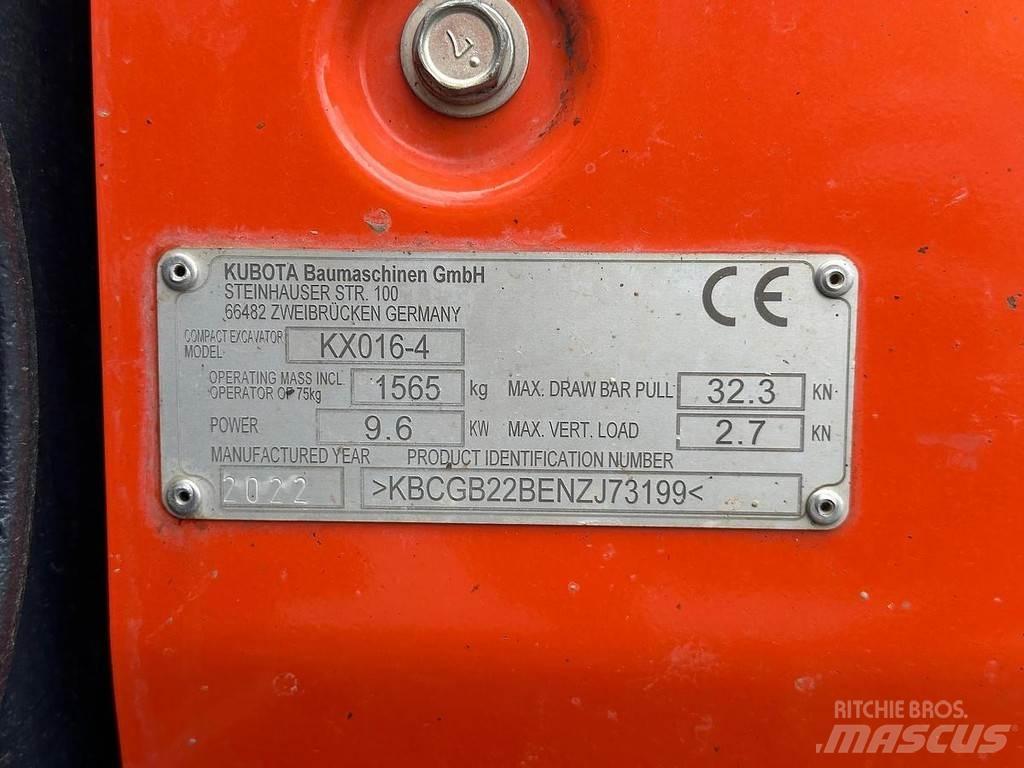 KUBOTA Baumaschinen GmbH
STEINHAUSER STR. 100
66482 ZWEIBRÜCKEN GERMANY
CE
COMPACT EXCAVATOR
MODEL
KX016-4
OPERATING MASS INCL
OPERATOR OF 75kg
1565 kg
MAX. DRAW BAR PULL 32.3 KN
POWER 9.6 KW
MAX. VERT. LOAD 2.7 KN
MANUFACTURED YEAR PRODUCT IDENTIFICATION NUMBER
2022 >KBCGB22BENZJ73199<
RITCHIE BROS.
MASCUS